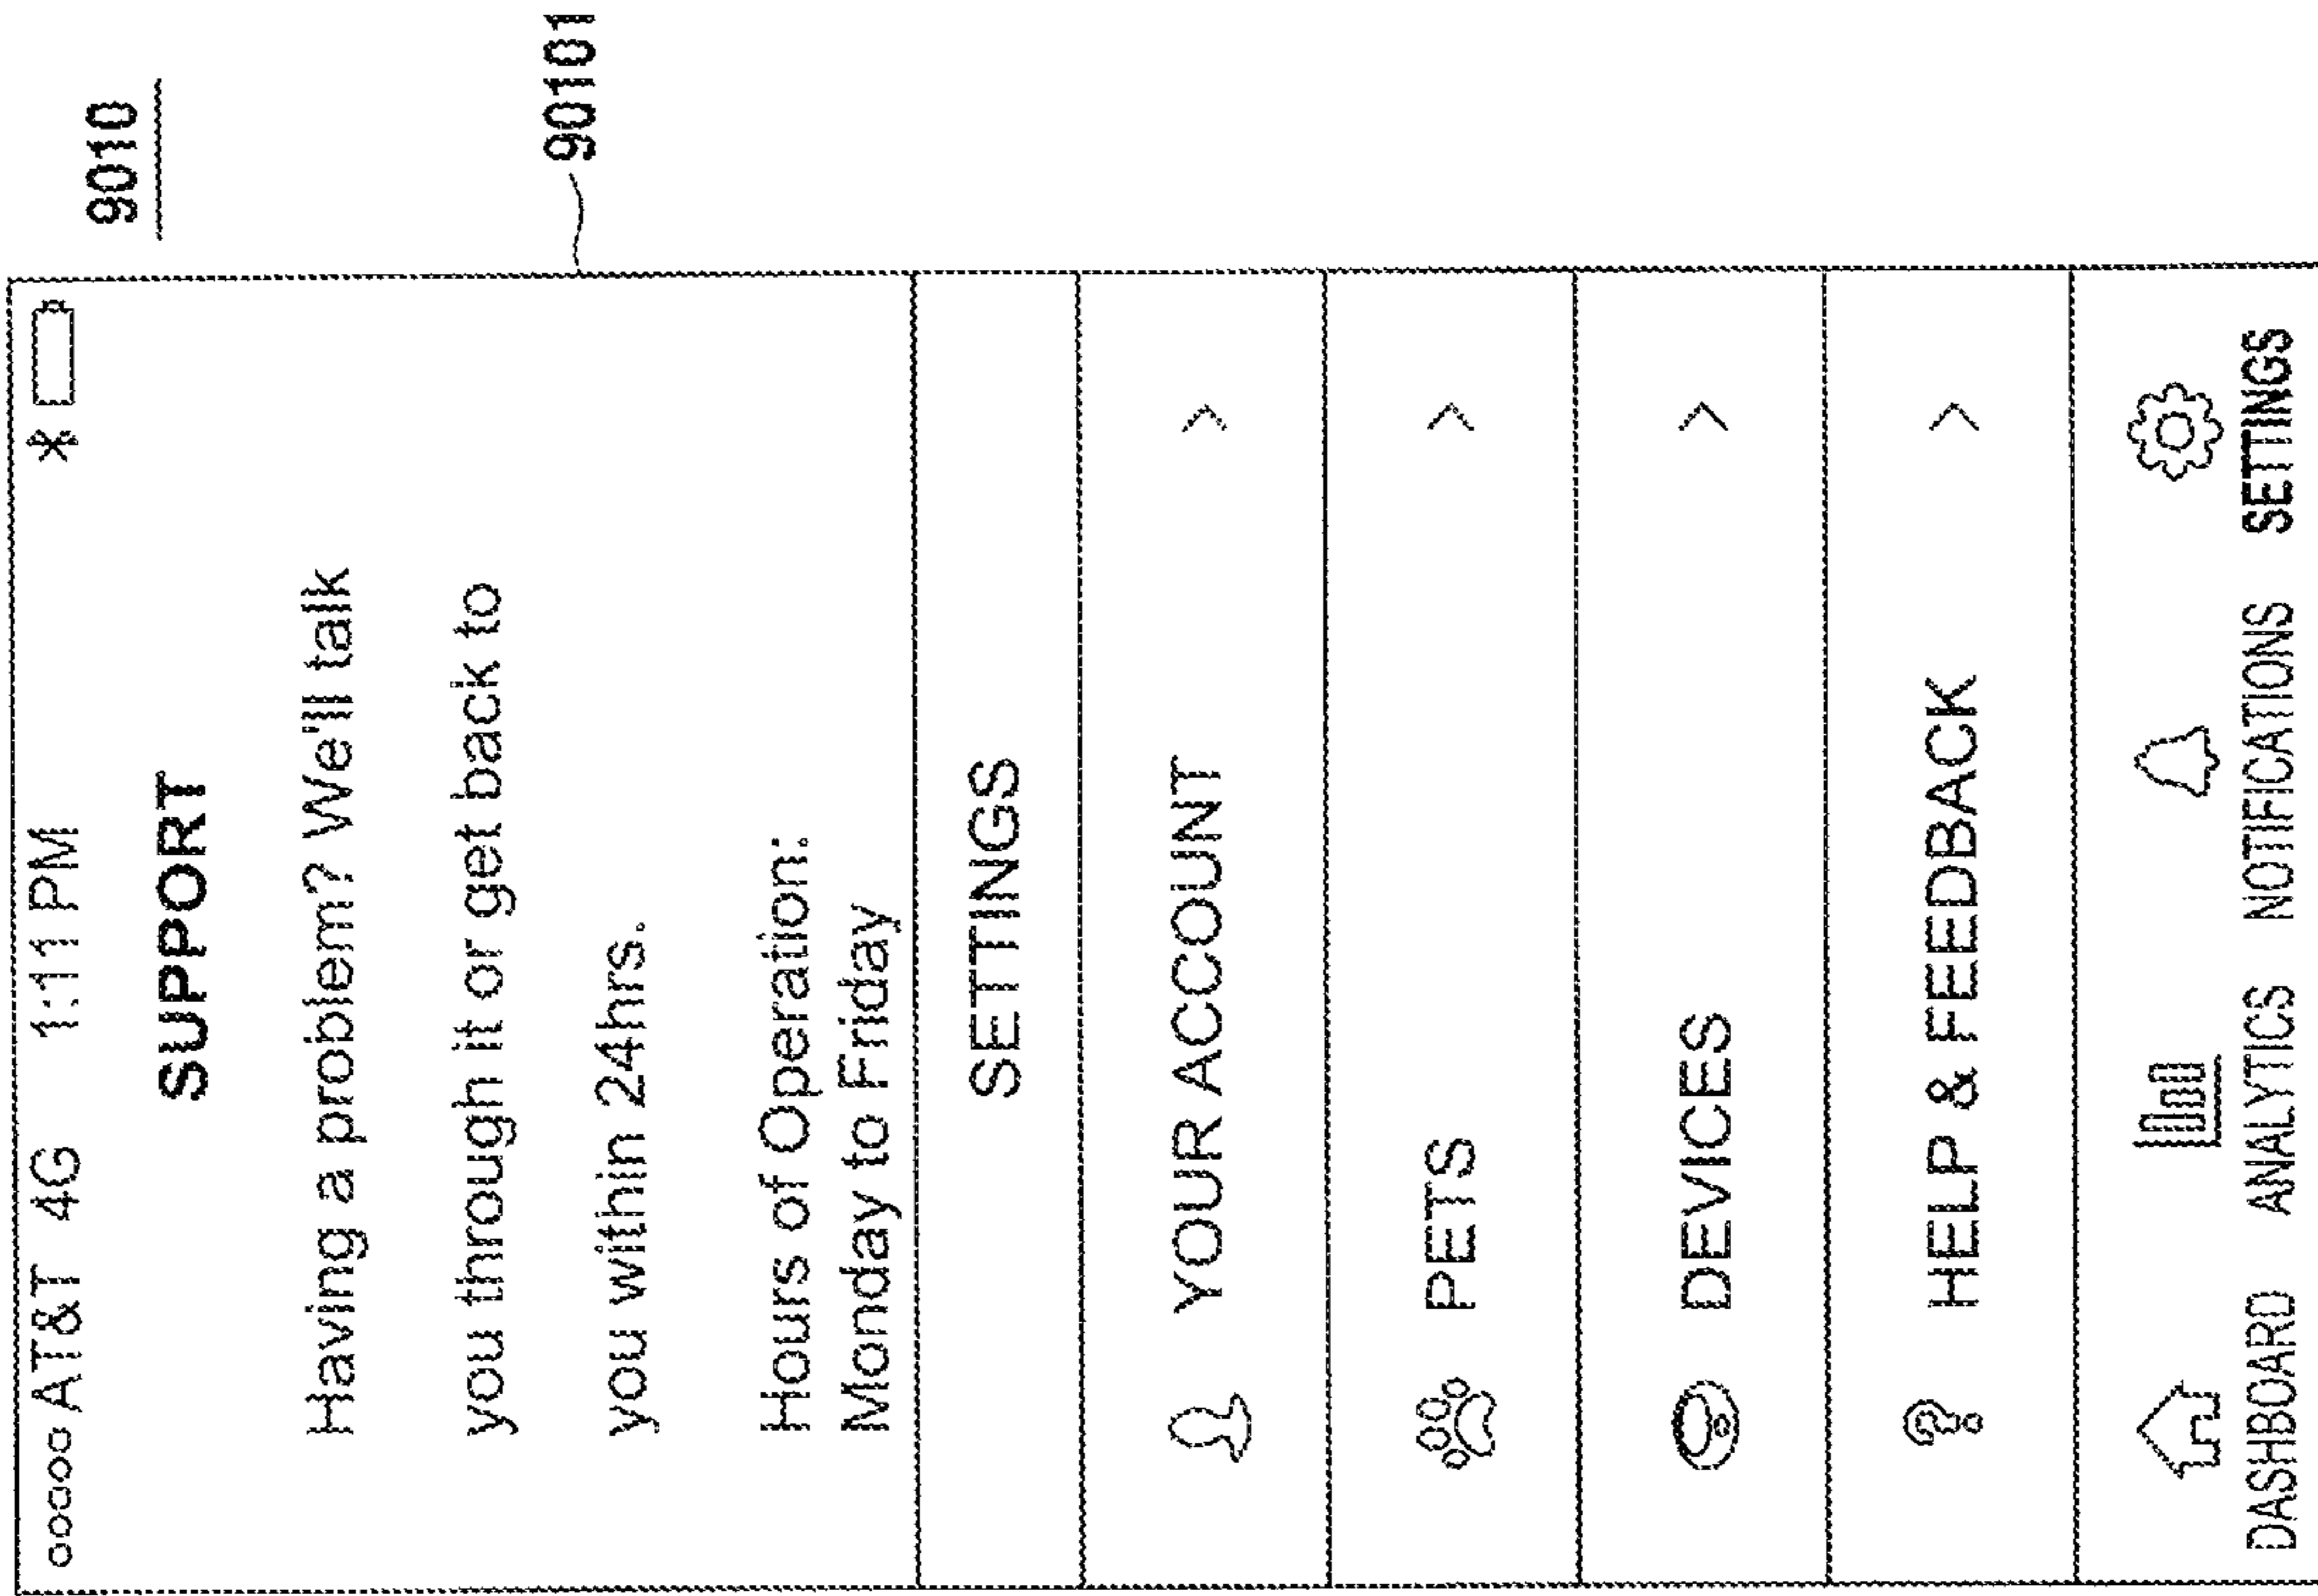 9010
90101
AT&T 4G 1:11 PM
SUPPORT
Having a problem? We'll talk
you through it or get back to
you within 24hrs.
Hours of Operation:
Monday to Friday
SETTINGS
YOUR ACCOUNT >
PETS >
DEVICES >
HELP & FEEDBACK >
DASHBOARD ANALYTICS NOTIFICATIONS SETTINGS